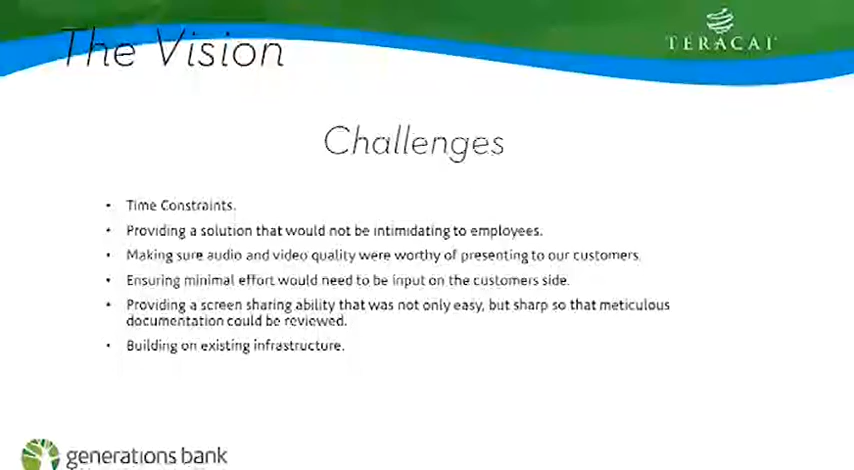 The Vision
TERACAI
Challenges
• Time Constraints.
• Providing a solution that would not be intimidating to employees.
• Making sure audio and video quality were worthy of presenting to our customers.
• Ensuring minimal effort would need to be input on the customers side.
• Providing a screen sharing ability that was not only easy, but sharp so that meticulous
documentation could be reviewed.
• Building on existing infrastructure.
generations bank